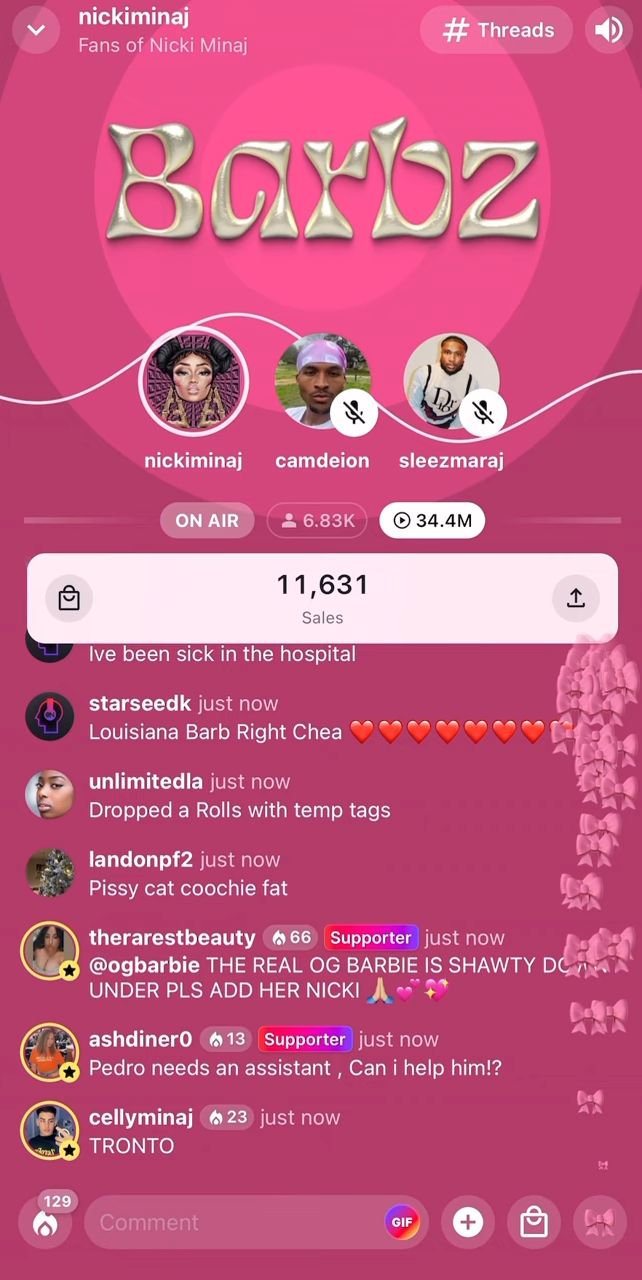 nickiminaj
Fans of Nicki Minaj
# Threads
Barbz
nickiminaj
camdeion
sleezmaraj
ON AIR
6.83K
34.4M
11,631
Sales
Ive been sick in the hospital
starseedk just now
Louisiana Barb Right Chea ❤️❤️❤️❤️❤️❤️❤️❤️
unlimitedla just now
Dropped a Rolls with temp tags
landonpf2 just now
Pissy cat coochie fat
therarestbeauty 66 Supporter just now
@ogbarbie THE REAL OG BARBIE IS SHAWTY DOWN
UNDER PLS ADD HER NICKI 🙏🏼💕💖
ashdiner0 13 Supporter just now
Pedro needs an assistant , Can i help him!?
cellyminaj 23 just now
TRONTO
129
Comment
GIF